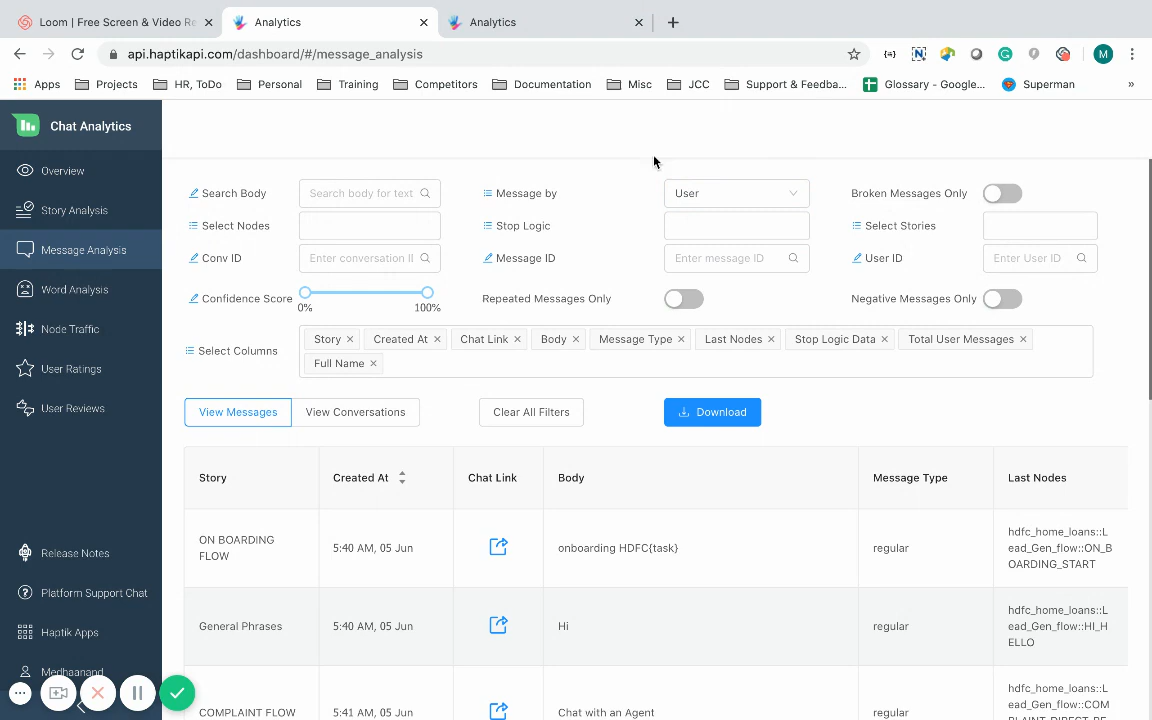 Loom | Free Screen & Video Re
Analytics
Analytics
api.haptikapi.com/dashboard/#/message_analysis
{a}
N
G
M
Apps
Projects
HR, ToDo
Personal
Training
Competitors
Documentation
Misc
JCC
Support & Feedba...
Glossary - Google...
Superman
»
Chat Analytics
Overview
Story Analysis
Message Analysis
Word Analysis
Node Traffic
User Ratings
User Reviews
Release Notes
Platform Support Chat
Haptik Apps
Medhaanand
Search Body
Search body for text
Message by
User
Broken Messages Only
Select Nodes
Stop Logic
Select Stories
Conv ID
Enter conversation II
Message ID
Enter message ID
User ID
Enter User ID
Confidence Score
0%
100%
Repeated Messages Only
Negative Messages Only
Select Columns
Story × Created At × Chat Link × Body × Message Type × Last Nodes × Stop Logic Data × Total User Messages ×
Full Name ×
View Messages
View Conversations
Clear All Filters
Download
Story
Created At
Chat Link
Body
Message Type
Last Nodes
ON BOARDING
FLOW
5:40 AM, 05 Jun
onboarding HDFC{task}
regular
hdfc_home_loans::L
ead_Gen_flow::ON_B
OARDING_START
General Phrases
5:40 AM, 05 Jun
Hi
regular
hdfc_home_loans::L
ead_Gen_flow::HI_H
ELLO
COMPLAINT FLOW
5:41 AM, 05 Jun
Chat with an Agent
regular
hdfc_home_loans::L
ead_Gen_flow::COM